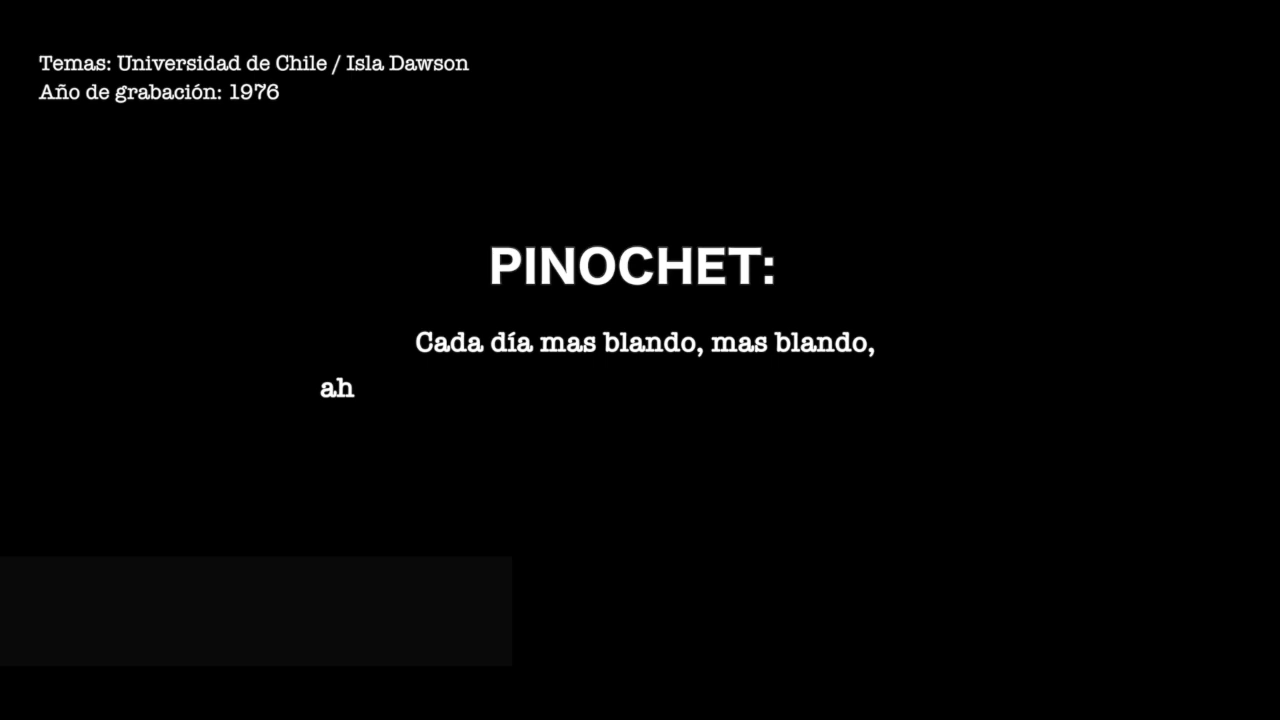 Temas: Universidad de Chile / Isla Dawson
Año de grabación: 1976
PINOCHET:
Cada día mas blando, mas blando,
ah